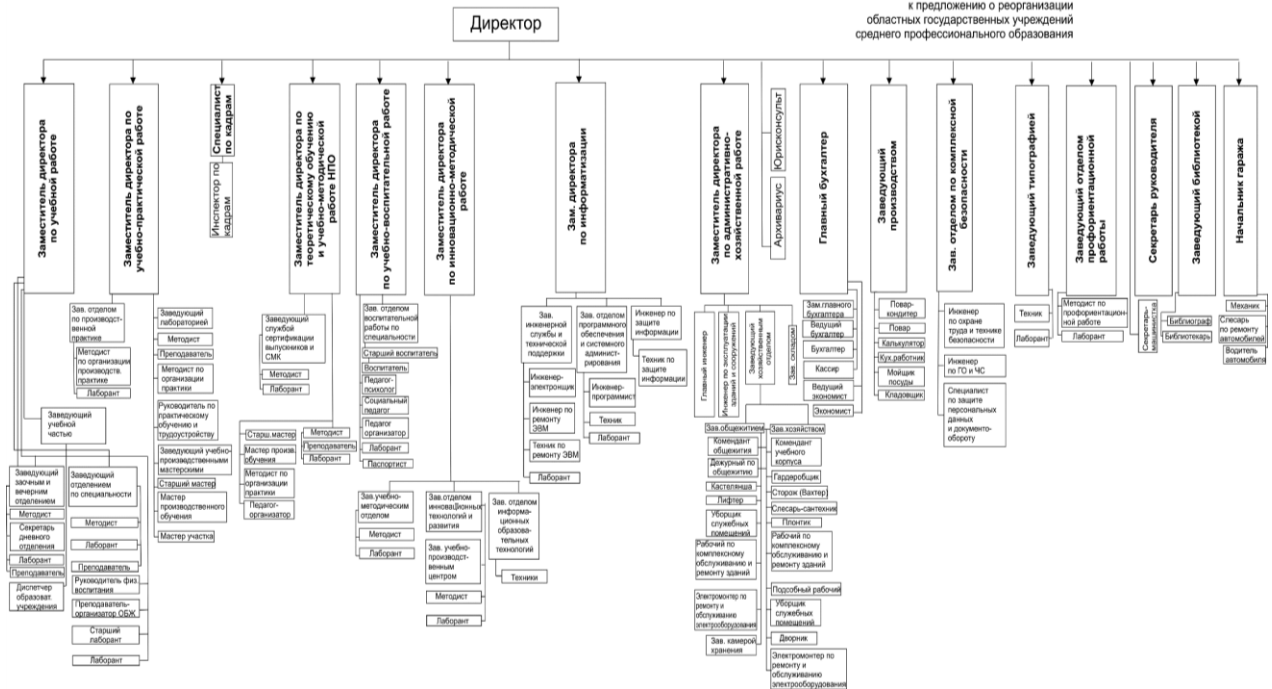 к предложению о реорганизации
областных государственных учреждений
среднего профессионального образования
Директор
Заместитель директора
по учебной работе
Заместитель директора по
учебно-практической работе
Специалист
по кадрам
Инспектор по
кадрам
Заместитель директора по
теоретическому обучению
и учебно-методической
работе НПО
Заместитель директора
по учебно-воспитательной работе
Заместитель директора
по инновационно-методической
работе
Зам. директора
по информатизации
Заместитель директора
по административно-
хозяйственной работе
Юрисконсульт
Архивариус
Главный бухгалтер
Заведующий
производством
Зав. отделом по комплексной
безопасности
Заведующий типографией
Заведующий отделом
профориентационной
работы
Секретарь руководителя
Заведующий библиотекой
Начальник гаража
Заведующий
учебной
частью
Заведующий
заочным и
вечерним
отделением
Методист
Секретарь
дневного
отделения
Лаборант
Преподаватель
Диспетчер
образоват.
учреждения
Заведующий
отделением
по специальности
Методист
Лаборант
Преподаватель
Руководитель физ.
воспитания
Преподаватель-
организатор ОБЖ
Старший
лаборант
Лаборант
Зав. отделом
по производст-
венной
практике
Методист
по организации
производств.
практике
Лаборант
Заведующий
лабораторией
Методист
Преподаватель
Методист по
организации
практики
Руководитель по
практическому
обучению и
трудоустройству
Заведующий учебно-
производственными
мастерскими
Старший мастер
Мастер
производственного
обучения
Мастер участка
Заведующий
службой
сертификации
выпускников и
СМК
Методист
Лаборант
Старш.мастер
Мастер произв.
обучения
Методист по
организации
практики
Педагог-
организатор
Методист
Преподаватель
Лаборант
Зав. отделом
воспитательной
работы по
специальности
Старший воспитатель
Воспитатель
Педагог-
психолог
Социальный
педагог
Педагог
организатор
Лаборант
Паспортист
Зав.учебно-
методическим
отделом
Методист
Лаборант
Зав.отделом
инновационных
технологий и
развития
Зав. учебно-
производст-
венным
центром
Методист
Лаборант
Зав. отделом
информа-
ционных
образова-
тельных
технологий
Техники
Зав.
инженерной
службы и
технической
поддержки
Инженер-
электронщик
Инженер по
ремонту
ЭВМ
Техник по
ремонту ЭВМ
Лаборант
Зав. отделом
программного
обеспечения
и системного
админист-
рирования
Инженер-
программист
Техник
Лаборант
Инженер по
защите
информации
Техник по
защите
информации
Главный инженер
Инженер по эксплуатации
зданий и сооружений
Заведующий
хозяйственным
отделом
Зав. складом
Зав.общежитием
Комендант
общежития
Дежурный по
общежитию
Кастелянша
Лифтер
Уборщик
служебных
помещений
Рабочий по
комплексному
обслуживанию и
ремонту зданий
Электромонтер по
ремонту и
обслуживанию
электрооборудования
Зав. камерой
хранения
Зав.хозяйством
Комендант
учебного
корпуса
Гардеробщик
Сторож (Вахтер)
Слесарь-сантехник
Плонтик
Рабочий по
комплексному
обслуживанию и
ремонту зданий
Подсобный рабочий
Уборщик
служебных
помещений
Дворник
Электромонтер по
ремонту и
обслуживанию
электрооборудования
Зам.главного
бухгалтера
Ведущий
бухгалтер
Бухгалтер
Кассир
Ведущий
экономист
Экономист
Повар-
кондитер
Повар
Калькулятор
Кух.работник
Мойщик
посуды
Кладовщик
Инженер
по охране
труда и технике
безопасности
Инженер
по ГО и ЧС
Специалист
по защите
персональных
данных
и документо-
обороту
Техник
Лаборант
Методист по
профориентацион-
ной работе
Лаборант
Секретарь-
машинистка
Библиограф
Библиотекарь
Механик
Слесарь
по ремонту
автомобилей
Водитель
автомобиля